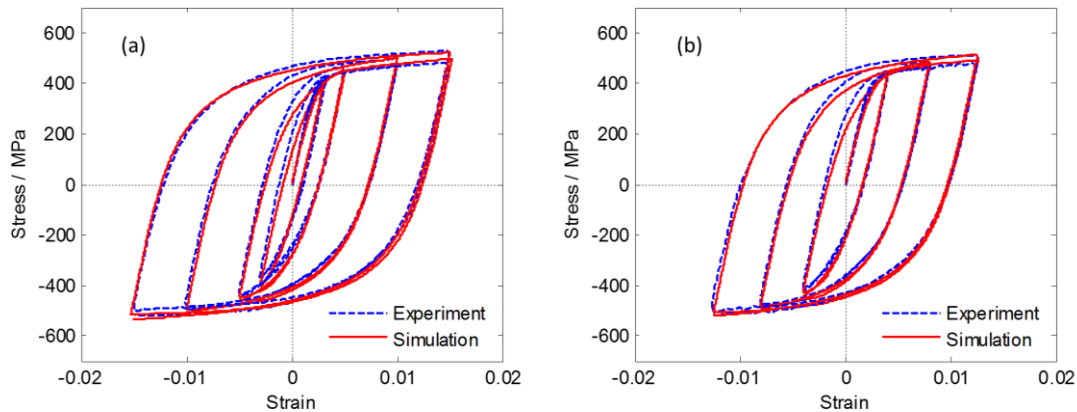 600
(a)
400
200
0
-200
-400
-600
Stress / MPa
Experiment
Simulation
-0.02
-0.01
0
0.01
0.02
Strain
600
(b)
400
200
0
-200
-400
-600
Stress / MPa
Experiment
Simulation
-0.02
-0.01
0
0.01
0.02
Strain